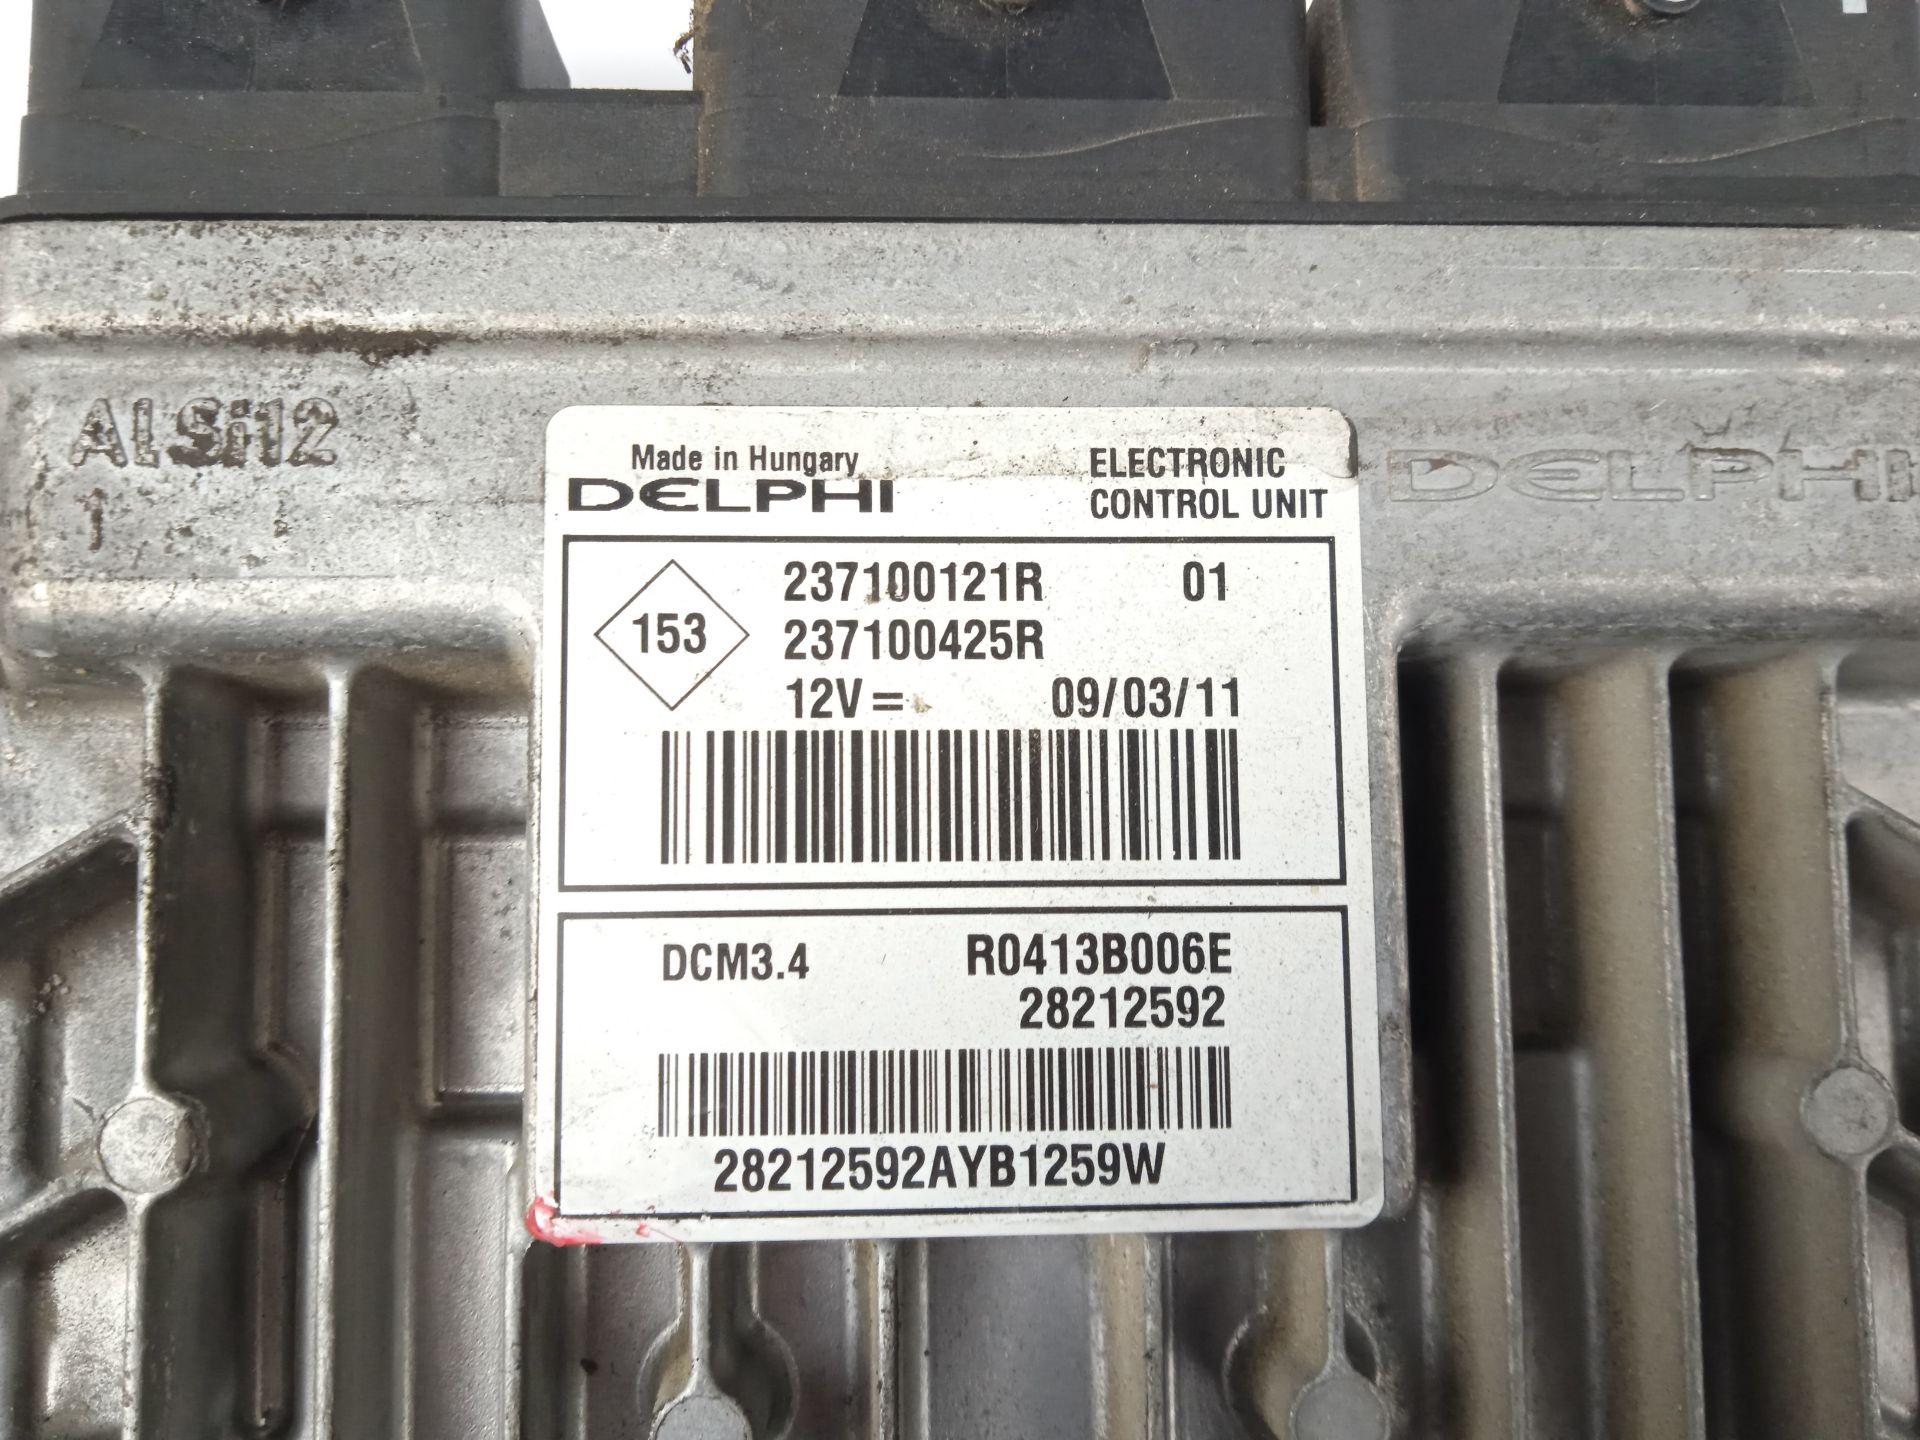 ALSi12
1
Made in Hungary
DELPHI
ELECTRONIC
CONTROL UNIT
DELPHI
153
237100121R 01
237100425R
12V = 09/03/11
DCM3.4 R0413B006E
28212592
28212592AYB1259W